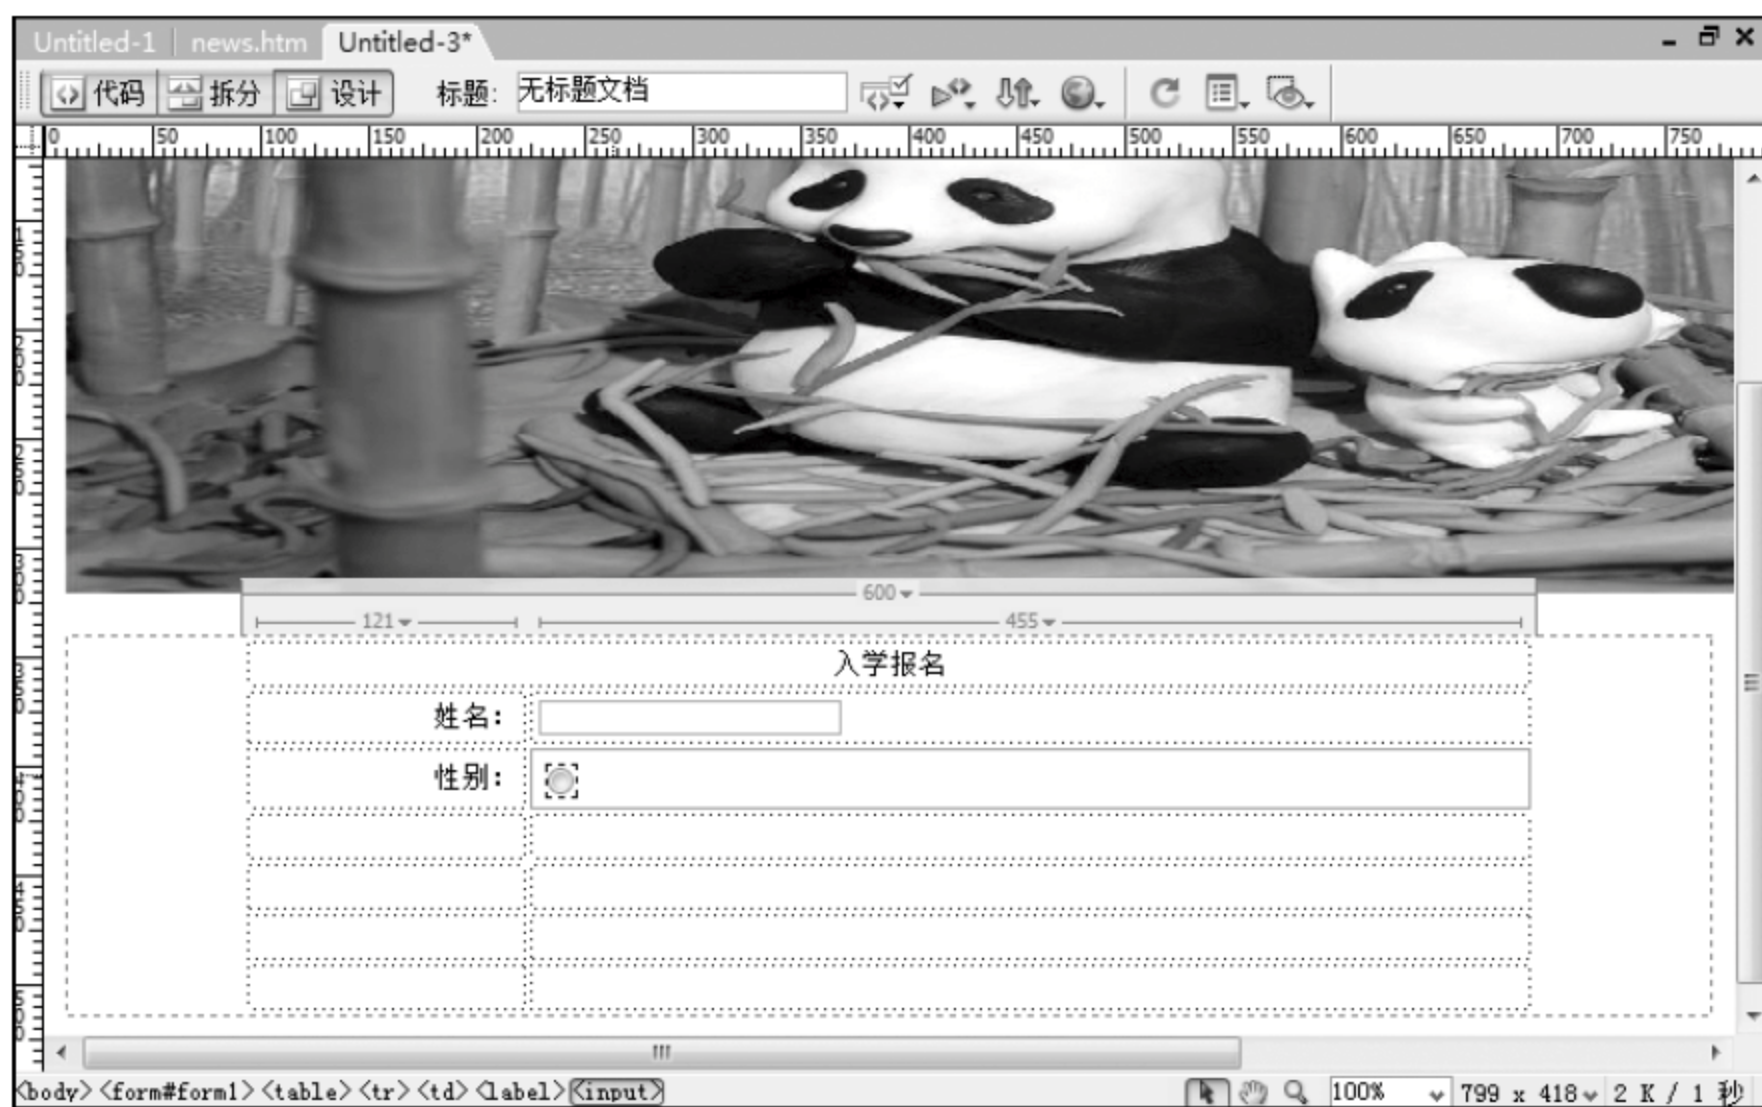 Untitled-1 news.htm Untitled-3*
代码 拆分 设计 标题: 无标题文档
0 50 100 150 200 250 300 350 400 450 500 550 600 650 700 750
600
121 455
入学报名
姓名:
性别:
<body> <form#form1> <table> <tr> <td> <label> <input> 100% 799 x 418 2 K / 1 秒